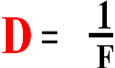 D = 1/F